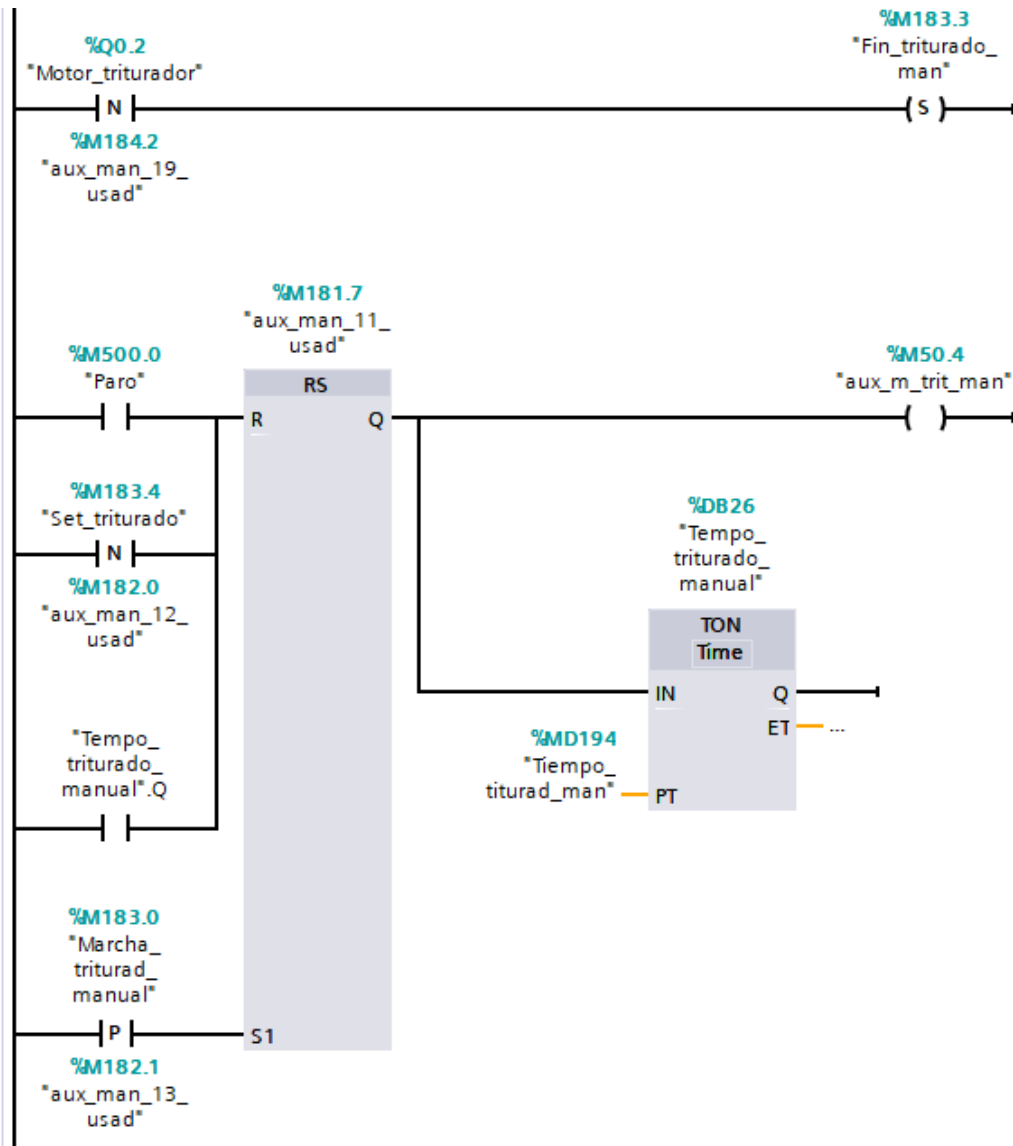 %Q0.2
"Motor_triturador"
N
%M184.2
"aux_man_19_
usad"
%M183.3
"Fin_triturado_
man"
S
%M181.7
"aux_man_11_
usad"
RS
R
Q
S1
%M500.0
"Paro"
%M183.4
"Set_triturado"
N
%M182.0
"aux_man_12_
usad"
"Tempo_
triturado_
manual".Q
%M183.0
"Marcha_
triturad_
manual"
P
%M182.1
"aux_man_13_
usad"
%M50.4
"aux_m_trit_man"
%DB26
"Tempo_
triturado_
manual"
TON
Time
IN
Q
ET
...
%MD194
"Tiempo_
titurad_man"
PT